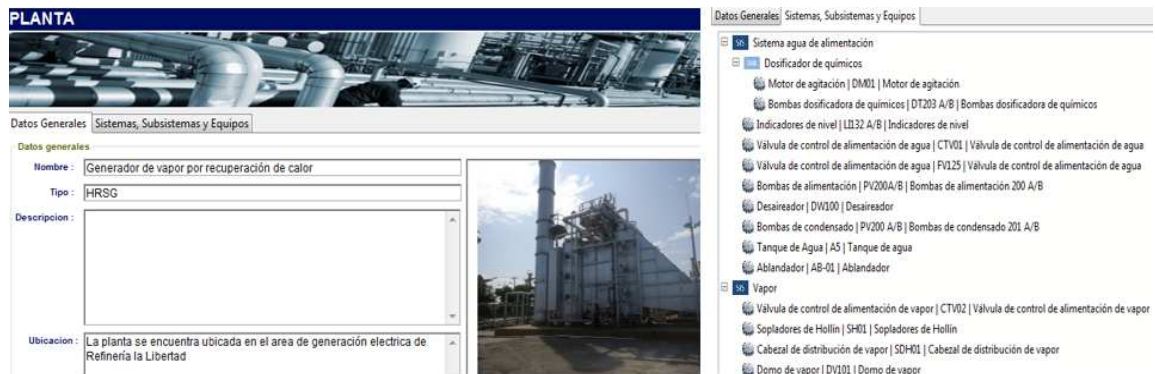 PLANTA
Datos Generales Sistemas, Subsistemas y Equipos
Datos generales
Nombre : Generador de vapor por recuperación de calor
Tipo : HRSG
Descripcion :
Ubicacion : La planta se encuentra ubicada en el area de generación electrica de
Refinería la Libertad
Datos Generales Sistemas, Subsistemas y Equipos
SIS Sistema agua de alimentación
Dosificador de químicos
Motor de agitación | DM01 | Motor de agitación
Bombas dosificadora de químicos | DT203 A/B | Bombas dosificadora de químicos
Indicadores de nivel | LI132 A/B | Indicadores de nivel
Válvula de control de alimentación de agua | CTV01 | Válvula de control de alimentación de agua
Válvula de control de alimentación de agua | FV125 | Válvula de control de alimentación de agua
Bombas de alimentación | PV200A/B | Bombas de alimentación 200 A/B
Desaireador | DW100 | Desaireador
Bombas de condensado | PV200 A/B | Bombas de condensado 201 A/B
Tanque de Agua | A5 | Tanque de agua
Ablandador | AB-01 | Ablandador
SIS Vapor
Válvula de control de alimentación de vapor | CTV02 | Válvula de control de alimentación de vapor
Sopladores de Hollín | SH01 | Sopladores de Hollín
Cabezal de distribución de vapor | SDH01 | Cabezal de distribución de vapor
Domo de vapor | DV101 | Domo de vapor